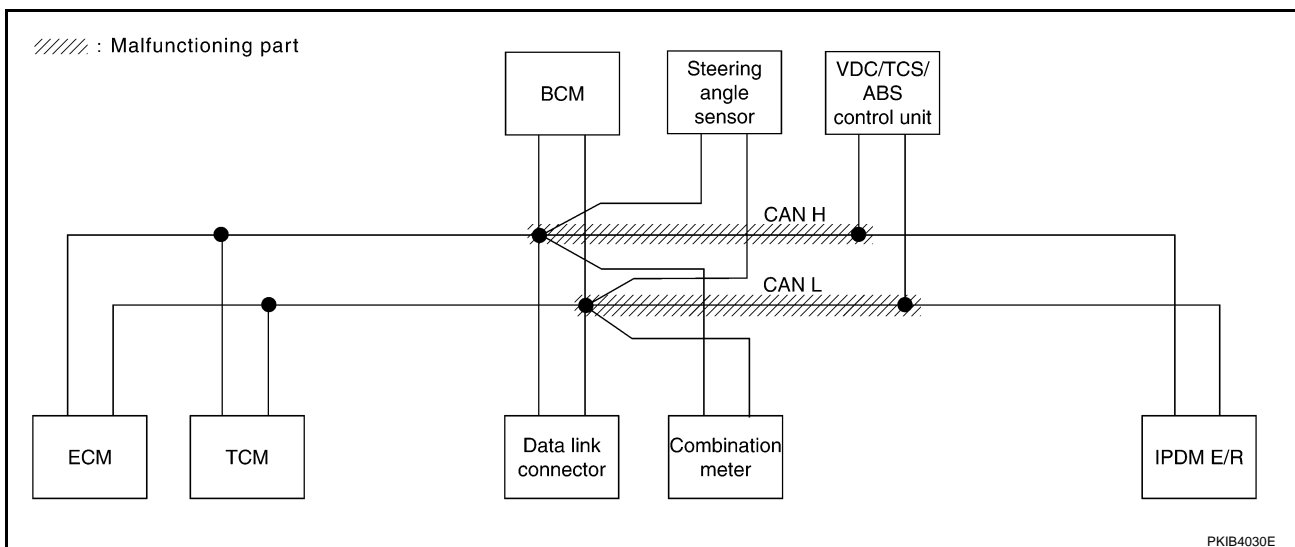 : Malfunctioning part
BCM
Steering
angle
sensor
VDC/TCS/
ABS
control unit
CAN H
CAN L
ECM
TCM
Data link
connector
Combination
meter
IPDM E/R
PKIB4030E